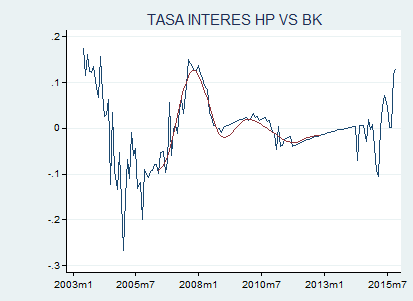 TASA INTERES HP VS BK
.2
.1
0
-.1
-.2
-.3
2003m1
2005m7
2008m1
2010m7
2013m1
2015m7